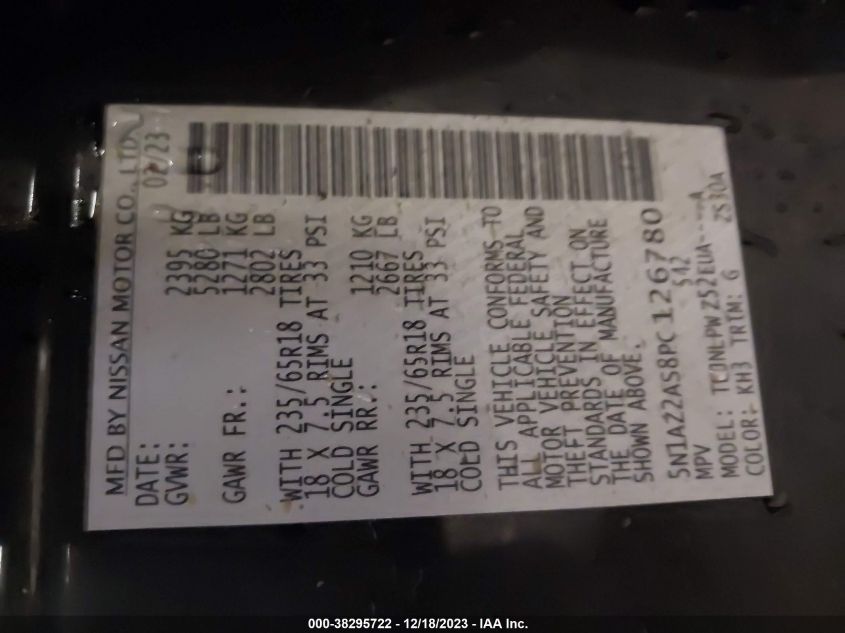 MFD BY NISSAN MOTOR CO., LTD.
DATE: 02/23
GVWR: 2395 KG
5280 LB
GAWR FR.: 1271 KG
2802 LB
WITH 235/65R18 TIRES
18 X 7.5 RIMS AT 33 PSI
COLD SINGLE
GAWR RR.: 1210 KG
2667 LB
WITH 235/65R18 TIRES
18 X 7.5 RIMS AT 33 PSI
COLD SINGLE
THIS VEHICLE CONFORMS TO
ALL APPLICABLE FEDERAL
MOTOR VEHICLE SAFETY AND
THEFT PREVENTION
STANDARDS IN EFFECT ON
THE DATE OF MANUFACTURE
SHOWN ABOVE.
5N1AZ2AS8PC126780
MPV 542
MODEL: TE3NLPW Z52EUA----A
COLOR: KH3 TRIM: G Z530A
000-38295722 - 12/18/2023 - IAA Inc.